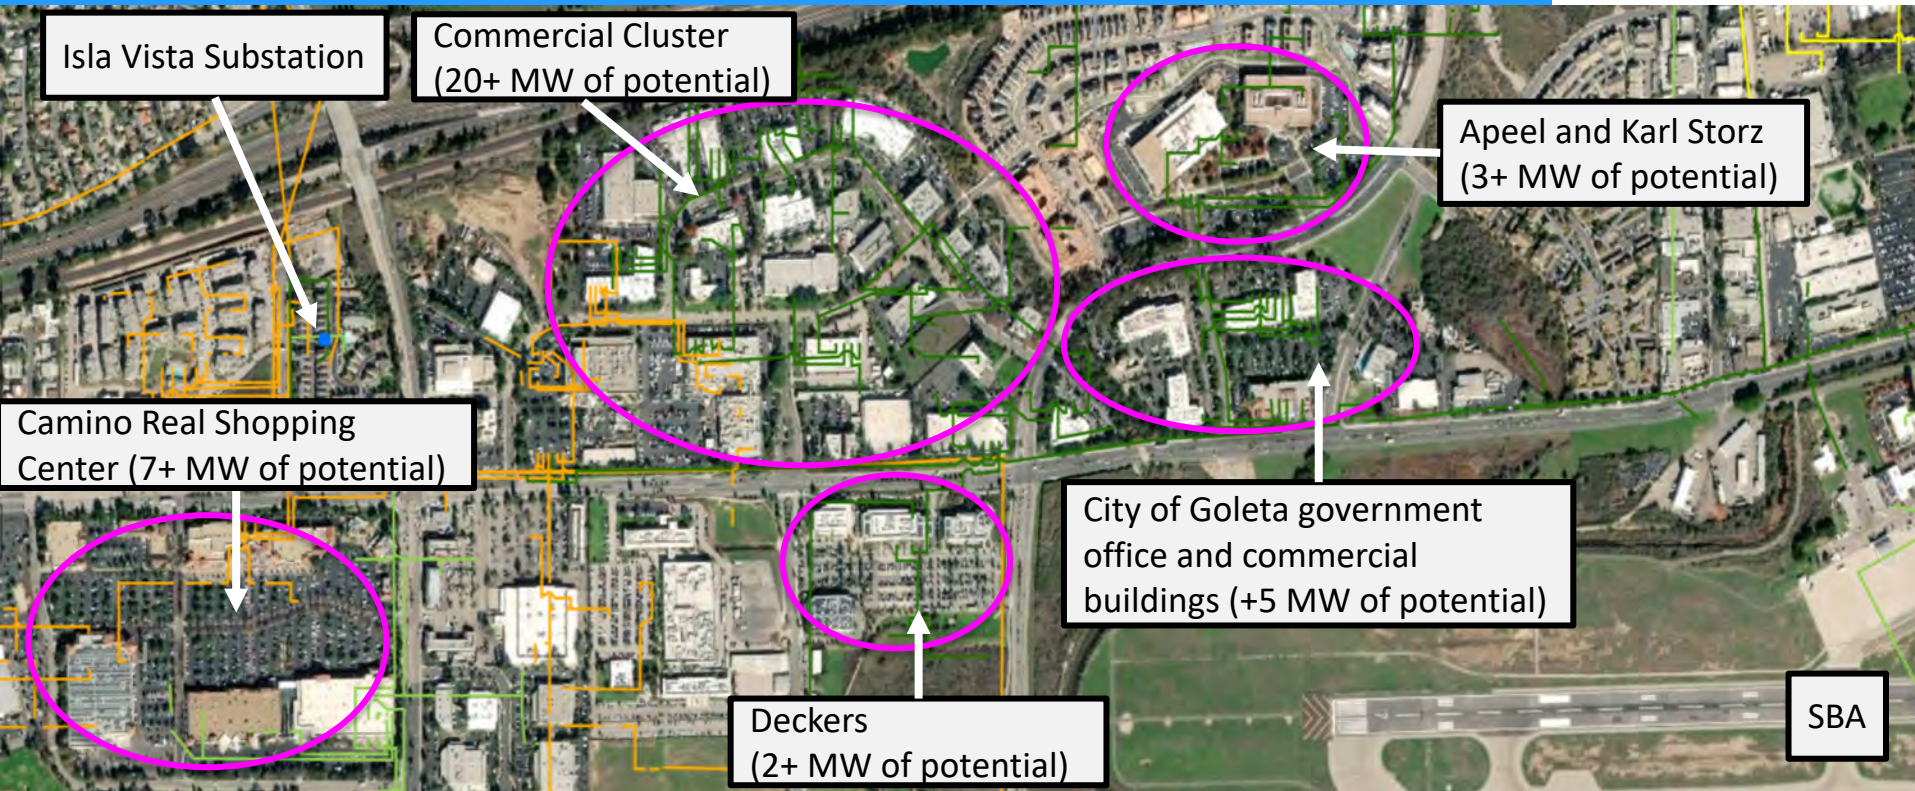 Isla Vista Substation
Commercial Cluster
(20+ MW of potential)
Apeel and Karl Storz
(3+ MW of potential)
Camino Real Shopping
Center (7+ MW of potential)
City of Goleta government
office and commercial
buildings (+5 MW of potential)
Deckers
(2+ MW of potential)
SBA